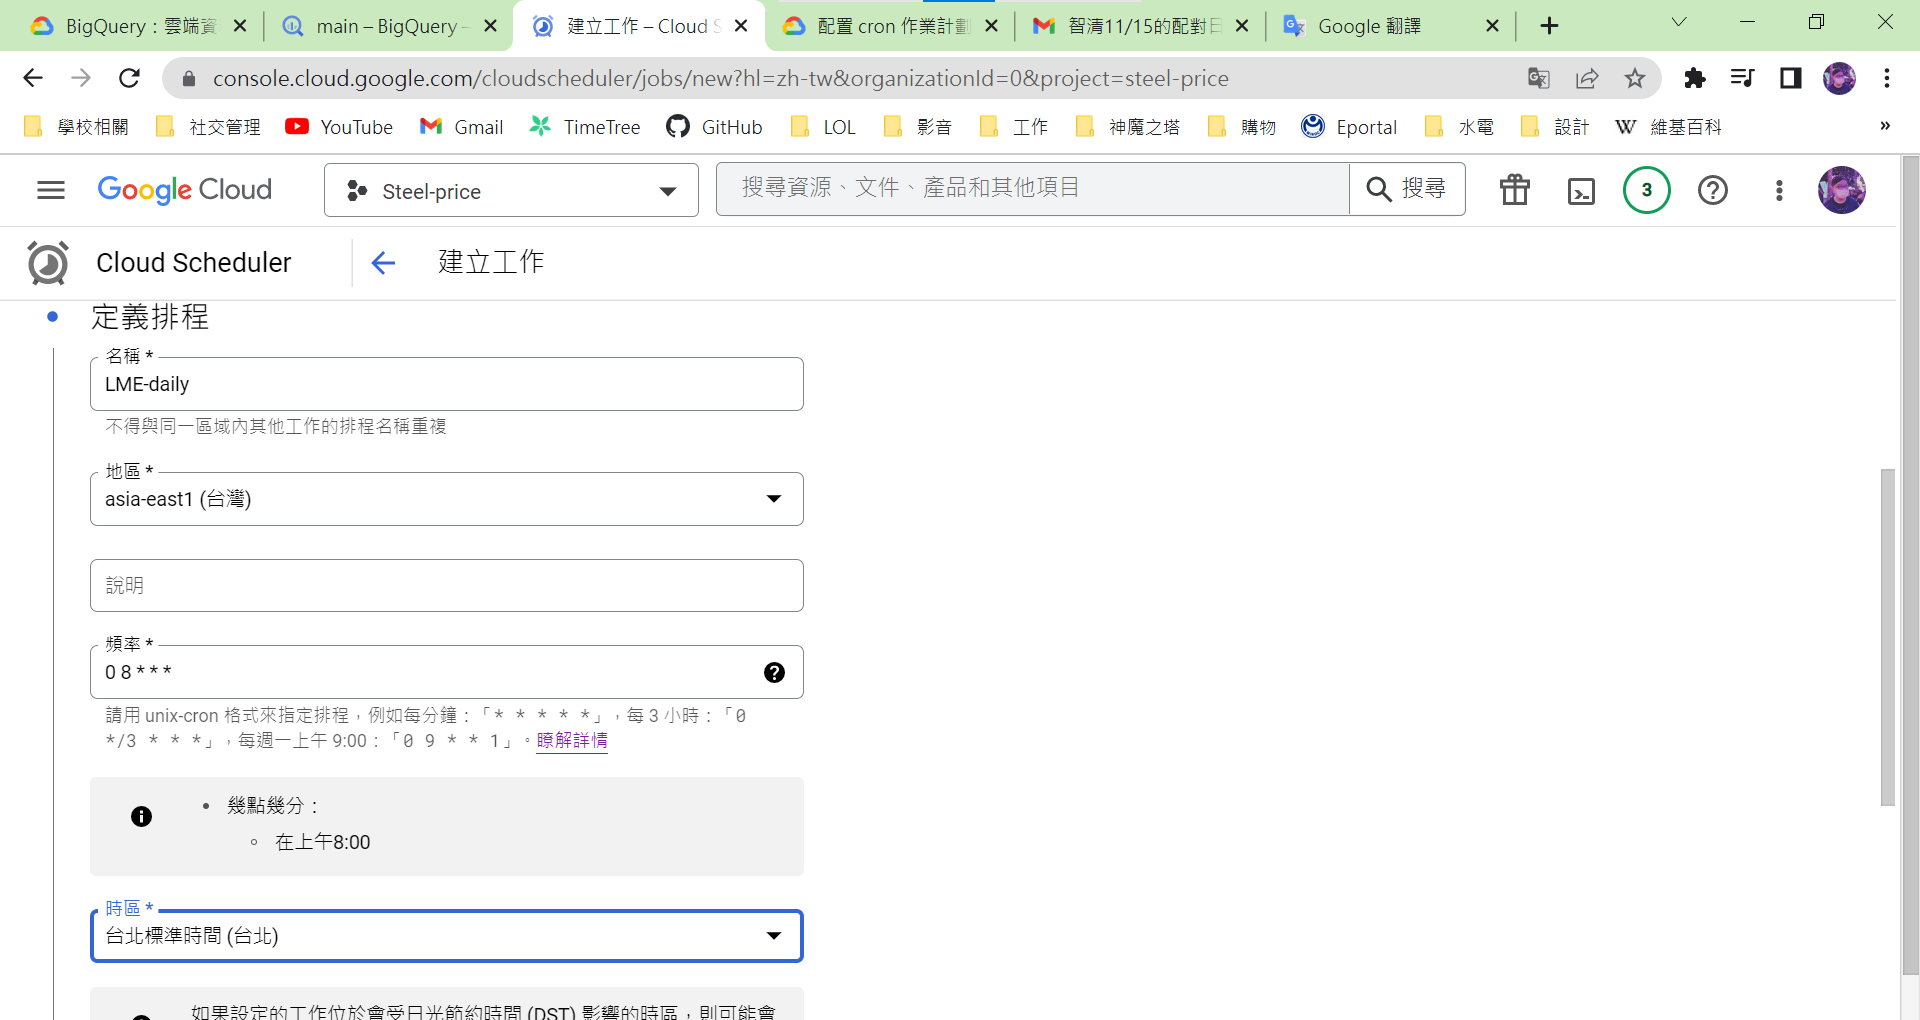 BigQuery：雲端資
main – BigQuery –
建立工作 – Cloud S
配置 cron 作業計劃
智清11/15的配對日
Google 翻譯
console.cloud.google.com/cloudscheduler/jobs/new?hl=zh-tw&organizationId=0&project=steel-price
學校相關
社交管理
YouTube
Gmail
TimeTree
GitHub
LOL
影音
工作
神魔之塔
購物
Eportal
水電
設計
W 維基百科
»
Google Cloud
Steel-price
搜尋資源、文件、產品和其他項目
搜尋
3
Cloud Scheduler
建立工作
定義排程
名稱 *
LME-daily
不得與同一區域內其他工作的排程名稱重複
地區 *
asia-east1 (台灣)
說明
頻率 *
0 8 * * *
請用 unix-cron 格式來指定排程，例如每分鐘：「* * * * *」，每 3 小時：「0
*/3 * * *」，每週一上午 9:00：「0 9 * * 1」。瞭解詳情
幾點幾分：
在上午8:00
時區 *
台北標準時間 (台北)
如果設定的工作位於會受日光節約時間 (DST) 影響的時區，則可能會